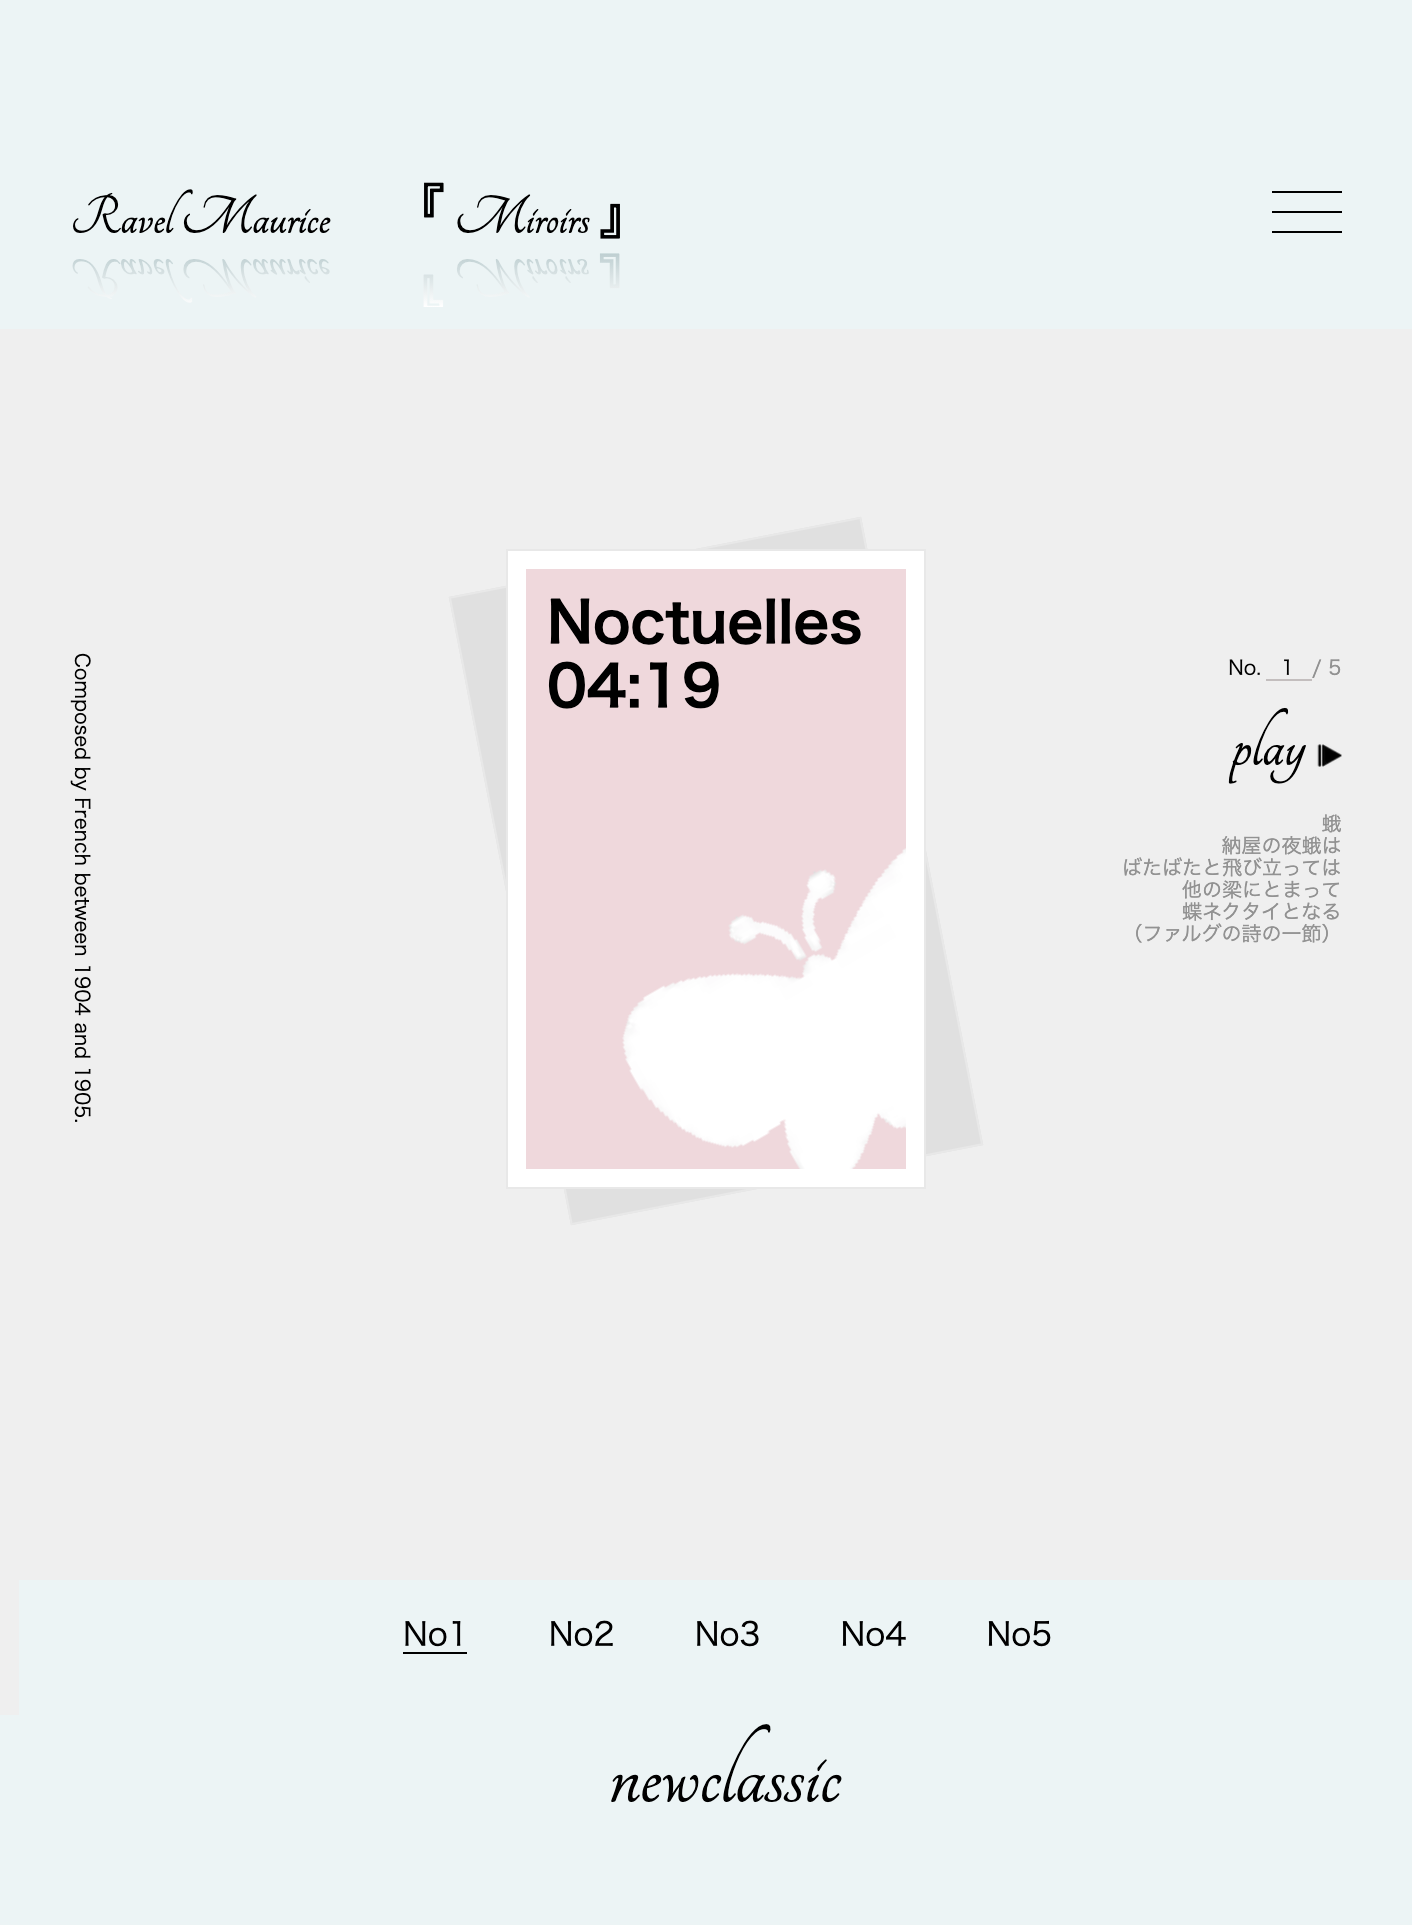 Ravel Maurice 『 Miroirs 』
Composed by French between 1904 and 1905.
Noctuelles
04:19
No. 1 / 5
play
蛾
納屋の夜蛾は
ばたばたと飛び立っては
他の梁にとまって
蝶ネクタイとなる
（ファルグの詩の一節）
No1 No2 No3 No4 No5
newclassic